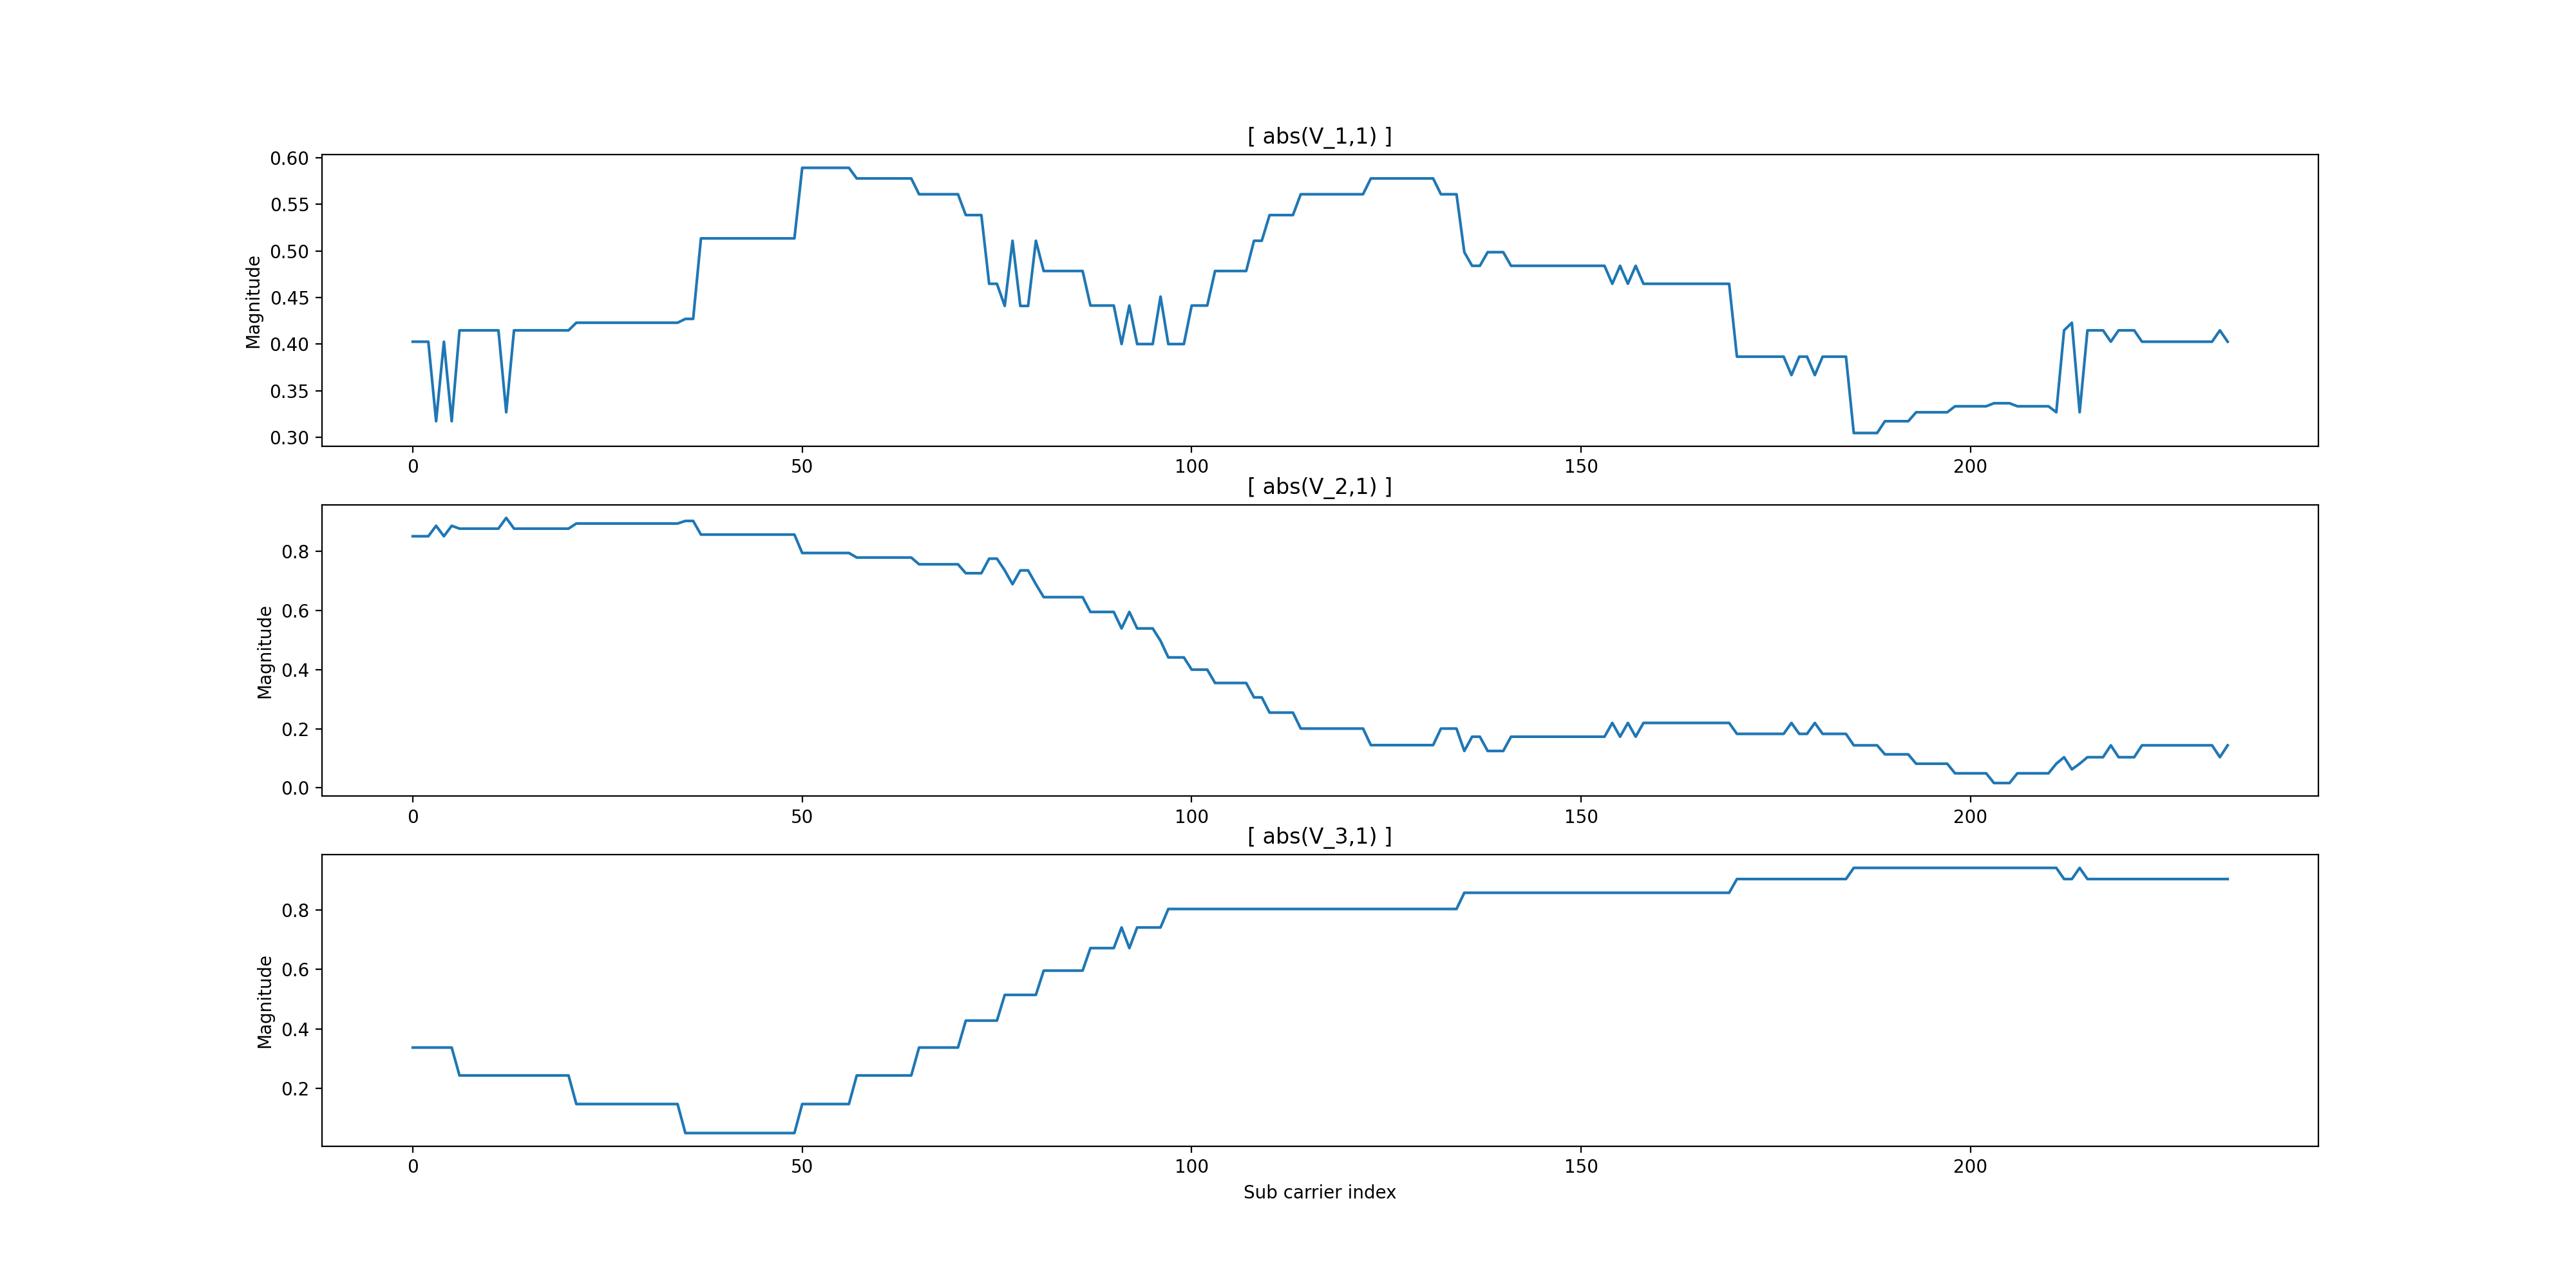 [ abs(V_1,1) ]
Magnitude
0.60
0.55
0.50
0.45
0.40
0.35
0.30
0 50 100 150 200
[ abs(V_2,1) ]
Magnitude
0.8
0.6
0.4
0.2
0.0
0 50 100 150 200
[ abs(V_3,1) ]
Magnitude
0.8
0.6
0.4
0.2
0 50 100 150 200
Sub carrier index